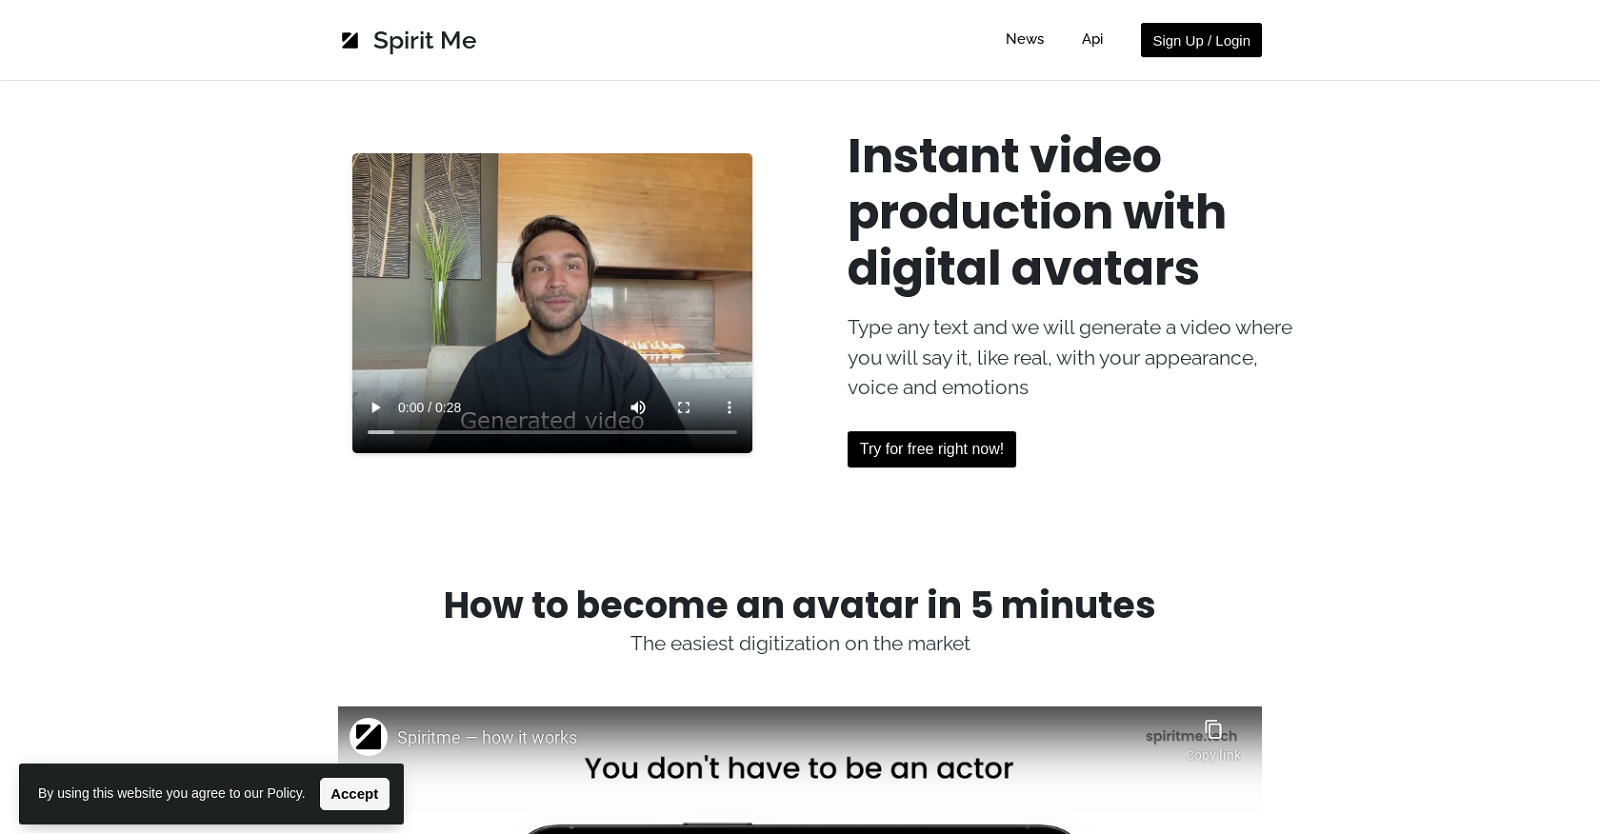 Spirit Me
News
Api
Sign Up / Login
Instant video
production with
digital avatars
Type any text and we will generate a video where
you will say it, like real, with your appearance,
voice and emotions
Try for free right now!
0:00 / 0:28
Generated video
How to become an avatar in 5 minutes
The easiest digitization on the market
Spiritme — how it works
spiritme.tech
Copy link
You don't have to be an actor
By using this website you agree to our Policy.
Accept